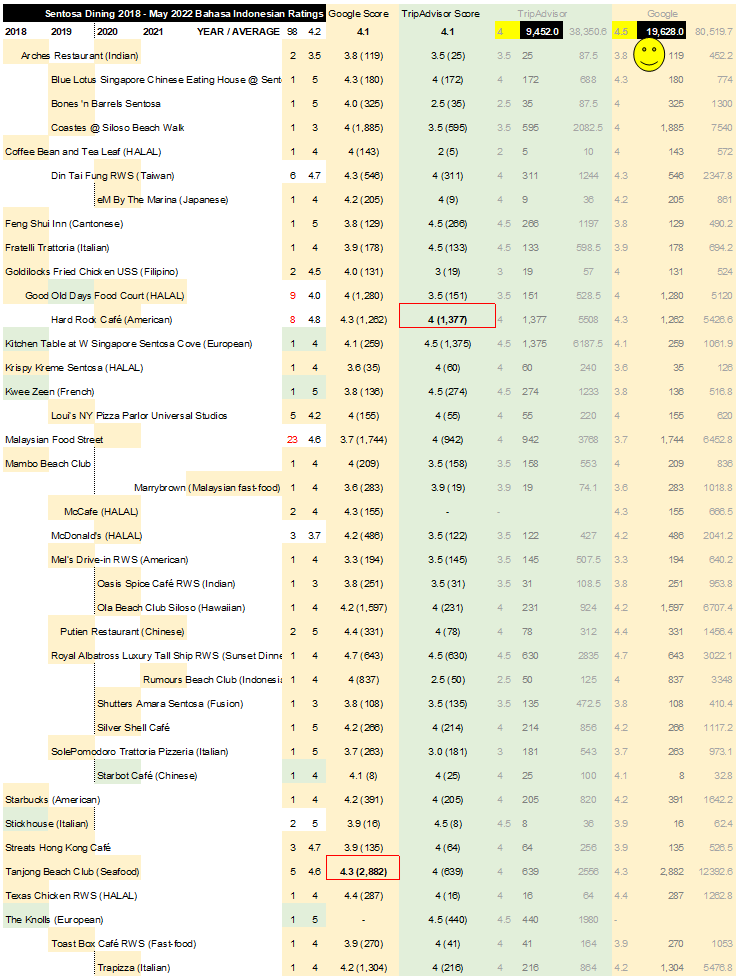 Sentosa Dining 2018 - May 2022 Bahasa Indonesian Ratings Google Score TripAdvisor Score TripAdvisor Google
2018 2019 2020 2021 YEAR / AVERAGE 98 4.2 4.1 4.1 4 9,452.0 38,350.6 4.5 19,628.0 80,519.7
Arches Restaurant (Indian) 2 3.5 3.8 (119) 3.5 (25) 3.5 25 87.5 3.8 119 452.2
Blue Lotus Singapore Chinese Eating House @ Sent 1 5 4.3 (180) 4 (172) 4 172 688 4.3 180 774
Bones 'n Barrels Sentosa 1 5 4.0 (325) 2.5 (35) 2.5 35 87.5 4 325 1300
Coastes @ Siloso Beach Walk 1 3 4 (1,885) 3.5 (595) 3.5 595 2082.5 4 1,885 7540
Coffee Bean and Tea Leaf (HALAL) 1 4 4 (143) 2 (5) 2 5 10 4 143 572
Din Tai Fung RWS (Taiwan) 6 4.7 4.3 (546) 4 (311) 4 311 1244 4.3 546 2347.8
eM By The Marina (Japanese) 1 4 4.2 (205) 4 (9) 4 9 36 4.2 205 861
Feng Shui Inn (Cantonese) 1 5 3.8 (129) 4.5 (266) 4.5 266 1197 3.8 129 490.2
Fratelli Trattoria (Italian) 1 4 3.9 (178) 4.5 (133) 4.5 133 598.5 3.9 178 694.2
Goldilocks Fried Chicken USS (Filipino) 2 4.5 4.0 (131) 3 (19) 3 19 57 4 131 524
Good Old Days Food Court (HALAL) 9 4.0 4 (1,280) 3.5 (151) 3.5 151 528.5 4 1,280 5120
Hard Rock Café (American) 8 4.8 4.3 (1,262) 4 (1,377) 4 1,377 5508 4.3 1,262 5426.6
Kitchen Table at W Singapore Sentosa Cove (European) 1 4 4.1 (259) 4.5 (1,375) 4.5 1,375 6187.5 4.1 259 1061.9
Krispy Kreme Sentosa (HALAL) 1 4 3.6 (35) 4 (60) 4 60 240 3.6 35 126
Kwee Zeen (French) 1 5 3.8 (136) 4.5 (274) 4.5 274 1233 3.8 136 516.8
Loui's NY Pizza Parlor Universal Studios 5 4.2 4 (155) 4 (55) 4 55 220 4 155 620
Malaysian Food Street 23 4.6 3.7 (1,744) 4 (942) 4 942 3768 3.7 1,744 6452.8
Mambo Beach Club 1 4 4 (209) 3.5 (158) 3.5 158 553 4 209 836
Marrybrown (Malaysian fast-food) 1 4 3.6 (283) 3.9 (19) 3.9 19 74.1 3.6 283 1018.8
McCafe (HALAL) 2 4 4.3 (155) - - 4.3 155 666.5
McDonald's (HALAL) 3 3.7 4.2 (486) 3.5 (122) 3.5 122 427 4.2 486 2041.2
Mel's Drive-in RWS (American) 1 4 3.3 (194) 3.5 (145) 3.5 145 507.5 3.3 194 640.2
Oasis Spice Café RWS (Indian) 1 3 3.8 (251) 3.5 (31) 3.5 31 108.5 3.8 251 953.8
Ola Beach Club Siloso (Hawaiian) 1 4 4.2 (1,597) 4 (231) 4 231 924 4.2 1,597 6707.4
Putien Restaurant (Chinese) 2 5 4.4 (331) 4 (78) 4 78 312 4.4 331 1456.4
Royal Albatross Luxury Tall Ship RWS (Sunset Dinne 1 4 4.7 (643) 4.5 (630) 4.5 630 2835 4.7 643 3022.1
Rumours Beach Club (Indonesia 1 4 4 (837) 2.5 (50) 2.5 50 125 4 837 3348
Shutters Amara Sentosa (Fusion) 1 3 3.8 (108) 3.5 (135) 3.5 135 472.5 3.8 108 410.4
Silver Shell Café 1 5 4.2 (266) 4 (214) 4 214 856 4.2 266 1117.2
SolePomodoro Trattoria Pizzeria (Italian) 1 5 3.7 (263) 3.0 (181) 3 181 543 3.7 263 973.1
Starbot Café (Chinese) 1 4 4.1 (8) 4 (25) 4 25 100 4.1 8 32.8
Starbucks (American) 1 4 4.2 (391) 4 (205) 4 205 820 4.2 391 1642.2
Stickhouse (Italian) 2 5 3.9 (16) 4.5 (8) 4.5 8 36 3.9 16 62.4
Streats Hong Kong Café 3 4.7 3.9 (135) 4 (64) 4 64 256 3.9 135 526.5
Tanjong Beach Club (Seafood) 5 4.6 4.3 (2,882) 4 (639) 4 639 2556 4.3 2,882 12392.6
Texas Chicken RWS (HALAL) 1 4 4.4 (287) 4 (16) 4 16 64 4.4 287 1262.8
The Knolls (European) 1 5 - 4.5 (440) 4.5 440 1980 -
Toast Box Café RWS (Fast-food) 1 4 3.9 (270) 4 (41) 4 41 164 3.9 270 1053
Trapizza (Italian) 1 4 4.2 (1,304) 4 (216) 4 216 864 4.2 1,304 5476.8